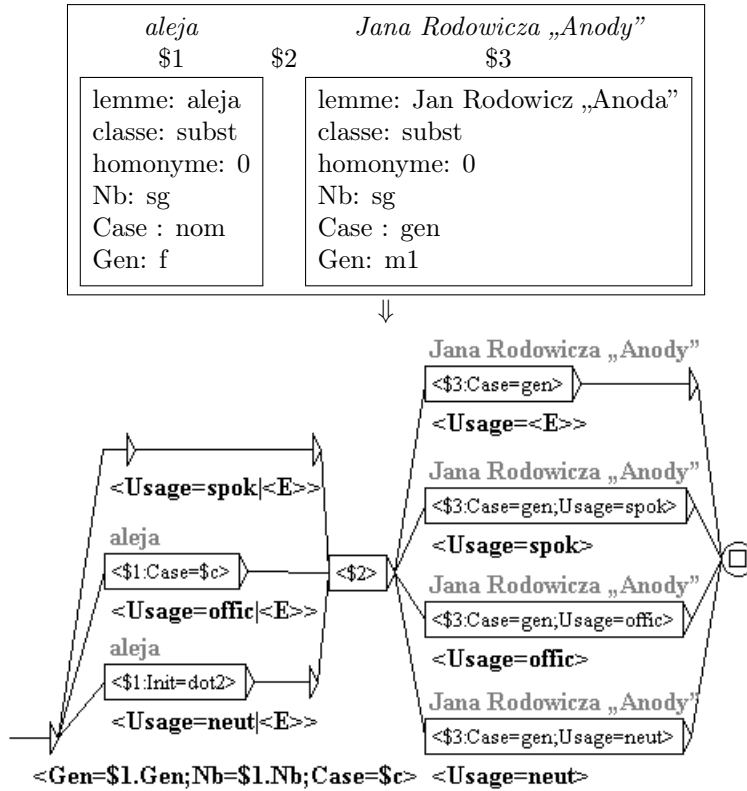 aleja Jana Rodowicza „Anody”
$1 $2 $3
lemme: aleja
classe: subst
homonyme: 0
Nb: sg
Case : nom
Gen: f
lemme: Jan Rodowicz „Anoda”
classe: subst
homonyme: 0
Nb: sg
Case : gen
Gen: m1
⇓
Jana Rodowicza „Anody”
<$3:Case=gen>
<Usage=<E>>
<Usage=spok|<E>>
Jana Rodowicza „Anody”
<$3:Case=gen;Usage=spok>
<Usage=spok>
aleja
<$1:Case=$c>
<Usage=offic|<E>>
<$2>
Jana Rodowicza „Anody”
<$3:Case=gen;Usage=offic>
<Usage=offic>
aleja
<$1:Init=dot2>
<Usage=neut|<E>>
Jana Rodowicza „Anody”
<$3:Case=gen;Usage=neut>
<Gen=$1.Gen;Nb=$1.Nb;Case=$c> <Usage=neut>